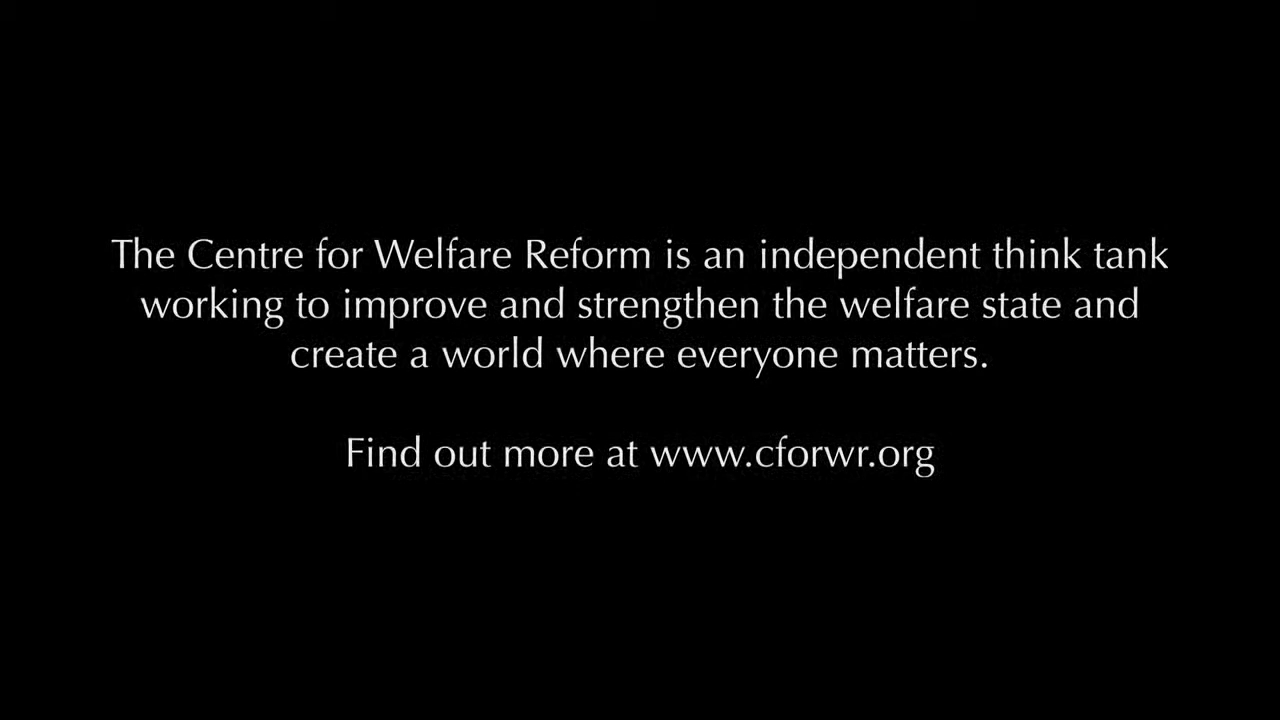 The Centre for Welfare Reform is an independent think tank
working to improve and strengthen the welfare state and
create a world where everyone matters.
Find out more at www.cforwr.org